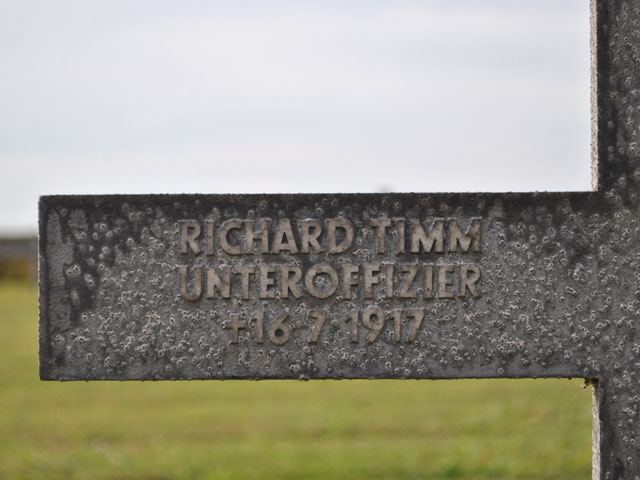 RICHARD TIMM
UNTEROFFIZIER
+ 16 7 1917